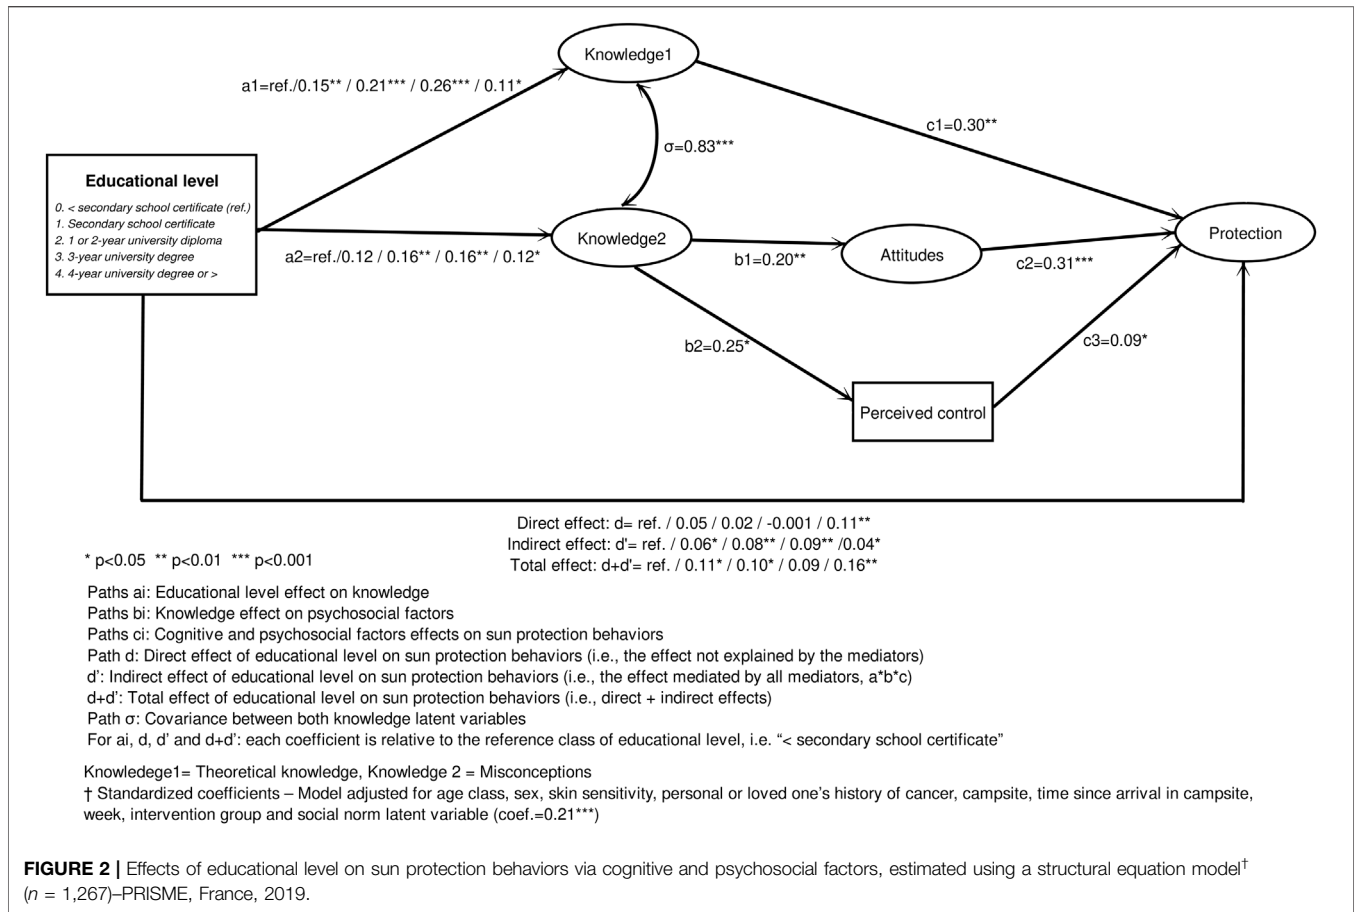 Knowledge1
a1=ref./0.15** / 0.21*** / 0.26*** / 0.11*
c1=0.30**
σ=0.83***
Educational level
0. < secondary school certificate (ref.)
1. Secondary school certificate
2. 1 or 2-year university diploma
3. 3-year university degree
4. 4-year university degree or >
Knowledge2
a2=ref./0.12 / 0.16** / 0.16** / 0.12*
b1=0.20**
Attitudes
c2=0.31***
Protection
b2=0.25*
c3=0.09*
Perceived control
Direct effect: d= ref. / 0.05 / 0.02 / -0.001 / 0.11**
Indirect effect: d'= ref. / 0.06* / 0.08** / 0.09** /0.04*
Total effect: d+d'= ref. / 0.11* / 0.10* / 0.09 / 0.16**
* p<0.05 ** p<0.01 *** p<0.001
Paths ai: Educational level effect on knowledge
Paths bi: Knowledge effect on psychosocial factors
Paths ci: Cognitive and psychosocial factors effects on sun protection behaviors
Path d: Direct effect of educational level on sun protection behaviors (i.e., the effect not explained by the mediators)
d’: Indirect effect of educational level on sun protection behaviors (i.e., the effect mediated by all mediators, a*b*c)
d+d’: Total effect of educational level on sun protection behaviors (i.e., direct + indirect effects)
Path σ: Covariance between both knowledge latent variables
For ai, d, d’ and d+d’: each coefficient is relative to the reference class of educational level, i.e. “< secondary school certificate”
Knowledege1= Theoretical knowledge, Knowledge 2 = Misconceptions
† Standardized coefficients – Model adjusted for age class, sex, skin sensitivity, personal or loved one’s history of cancer, campsite, time since arrival in campsite,
week, intervention group and social norm latent variable (coef.=0.21***)
FIGURE 2 | Effects of educational level on sun protection behaviors via cognitive and psychosocial factors, estimated using a structural equation model†
(n = 1,267)–PRISME, France, 2019.